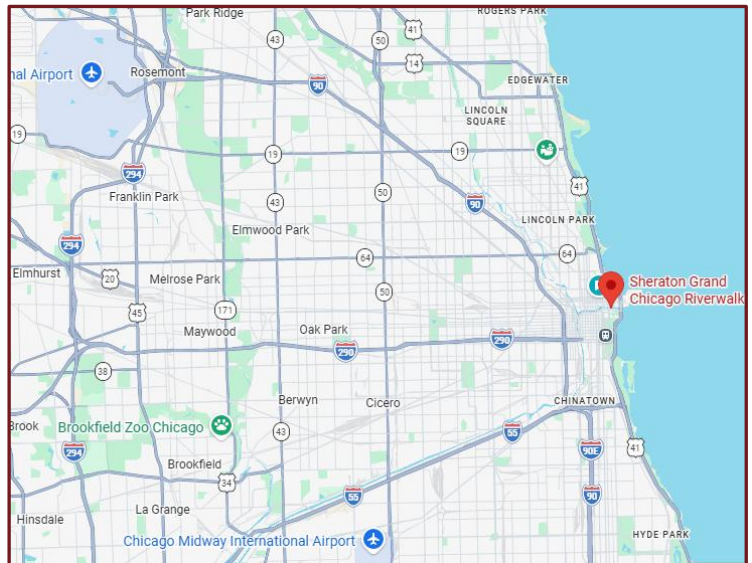 Park Ridge
ROGERS PARK
43
50
41
14
nal Airport
Rosemont
EDGEWATER
90
LINCOLN
SQUARE
19
19
19
294
41
50
Franklin Park
43
90
LINCOLN PARK
Elmwood Park
294
64
64
Elmhurst
20
Melrose Park
Sheraton Grand
Chicago Riverwalk
50
45
171
Maywood
Oak Park
290
290
38
Berwyn
Cicero
CHINATOWN
Brook
Brookfield Zoo Chicago
43
55
294
90E
41
Brookfield
34
55
90
La Grange
Hinsdale
HYDE PARK
Chicago Midway International Airport